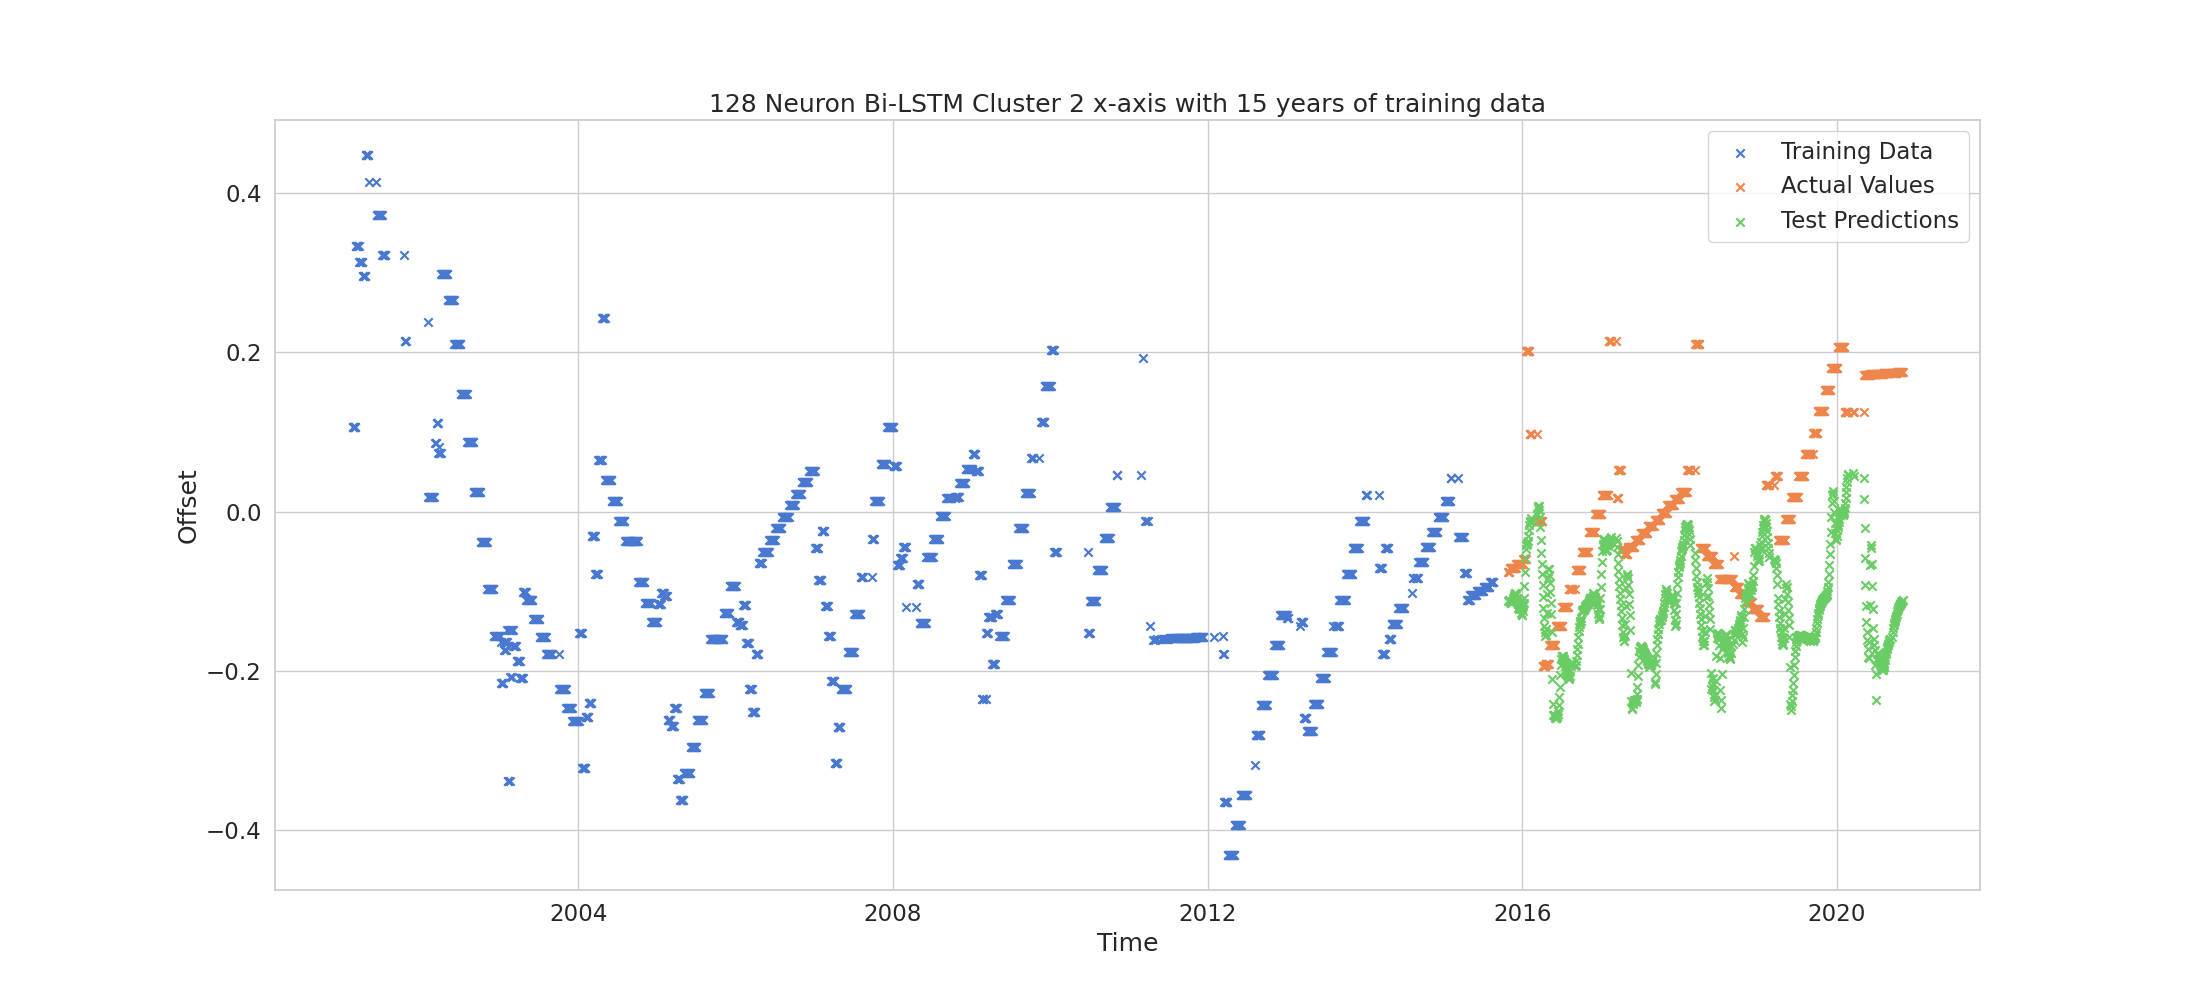 128 Neuron Bi-LSTM Cluster 2 x-axis with 15 years of training data
Training Data
Actual Values
Test Predictions
Offset
0.4
0.2
0.0
−0.2
−0.4
2004
2008
2012
2016
2020
Time